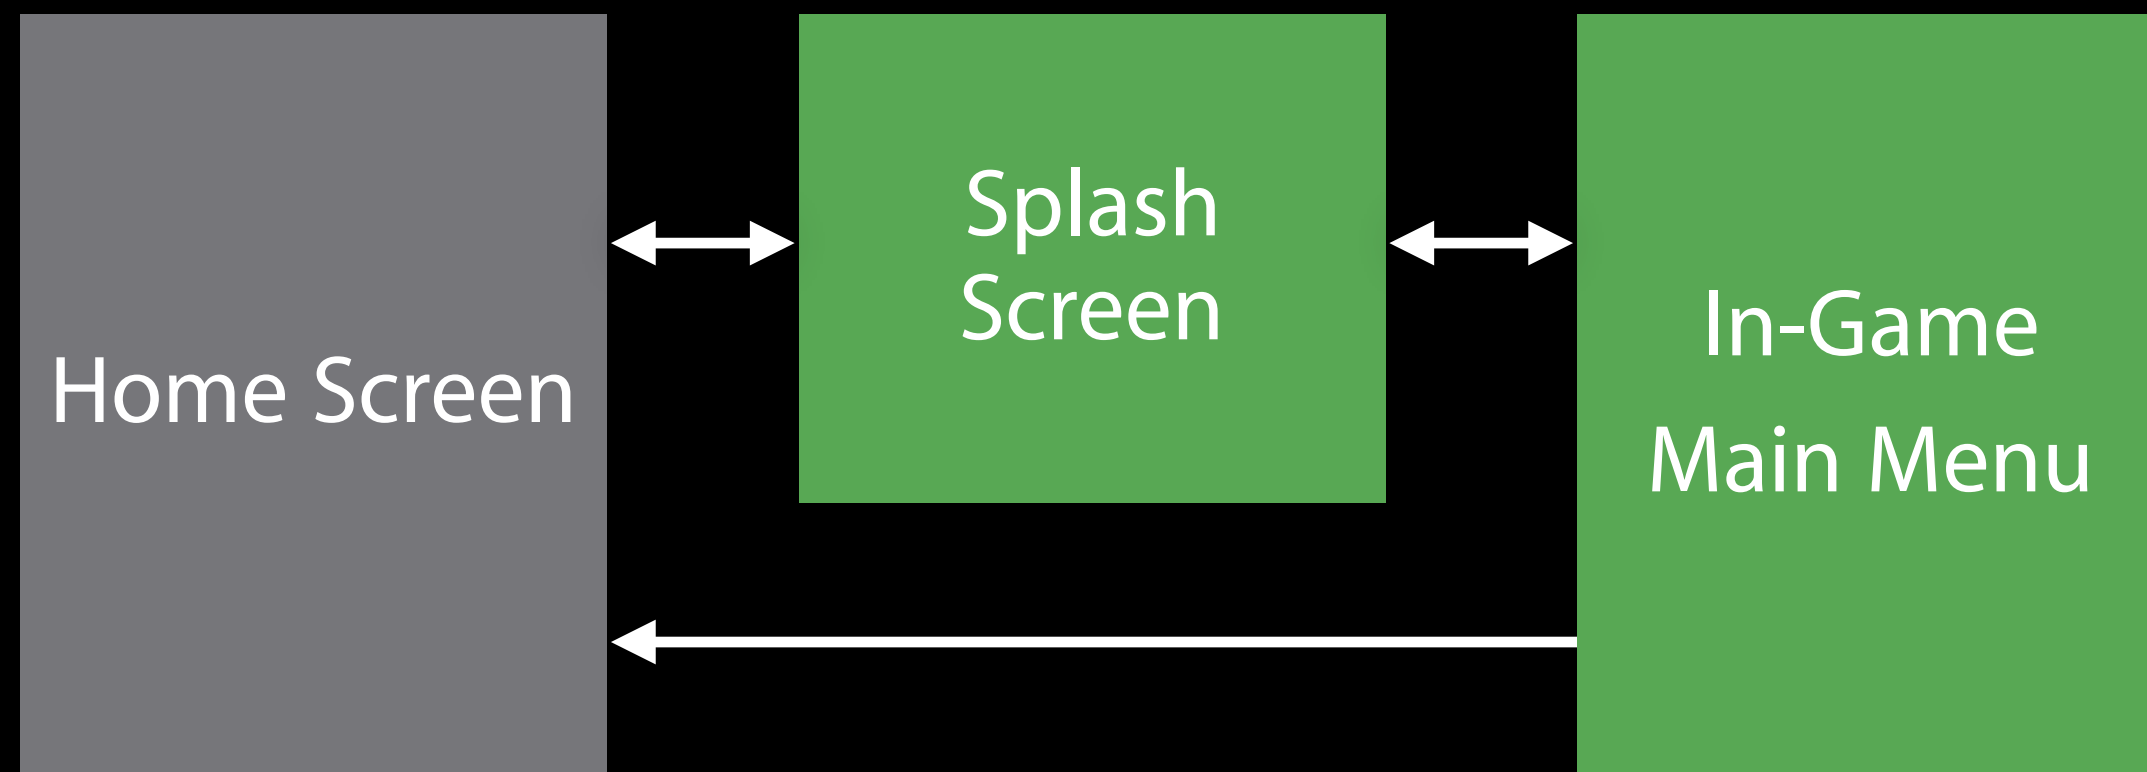 Home Screen
Splash
Screen
In-Game
Main Menu